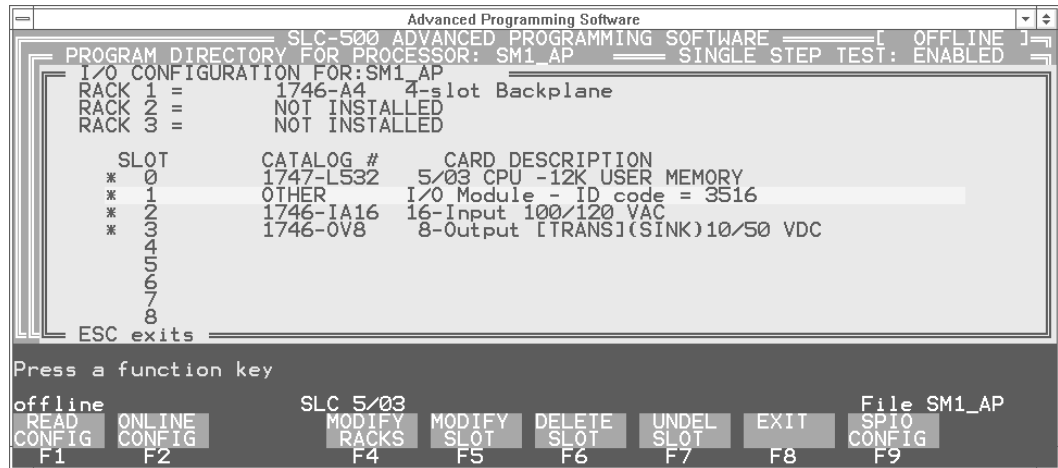 Advanced Programming Software
SLC-500 ADVANCED PROGRAMMING SOFTWARE [ OFFLINE ]
PROGRAM DIRECTORY FOR PROCESSOR: SM1_AP SINGLE STEP TEST: ENABLED
I/O CONFIGURATION FOR:SM1_AP
RACK 1 = 1746-A4 4-slot Backplane
RACK 2 = NOT INSTALLED
RACK 3 = NOT INSTALLED
SLOT CATALOG # CARD DESCRIPTION
* 0 1747-L532 5/03 CPU -12K USER MEMORY
* 1 OTHER I/O Module - ID code = 3516
* 2 1746-IA16 16-Input 100/120 VAC
* 3 1746-OV8 8-Output [TRANS](SINK)10/50 VDC
4
5
6
7
8
ESC exits
Press a function key
offline SLC 5/03 File SM1_AP
READ ONLINE MODIFY MODIFY DELETE UNDEL EXIT SPIO
CONFIG CONFIG RACKS SLOT SLOT SLOT CONFIG
F1 F2 F4 F5 F6 F7 F8 F9